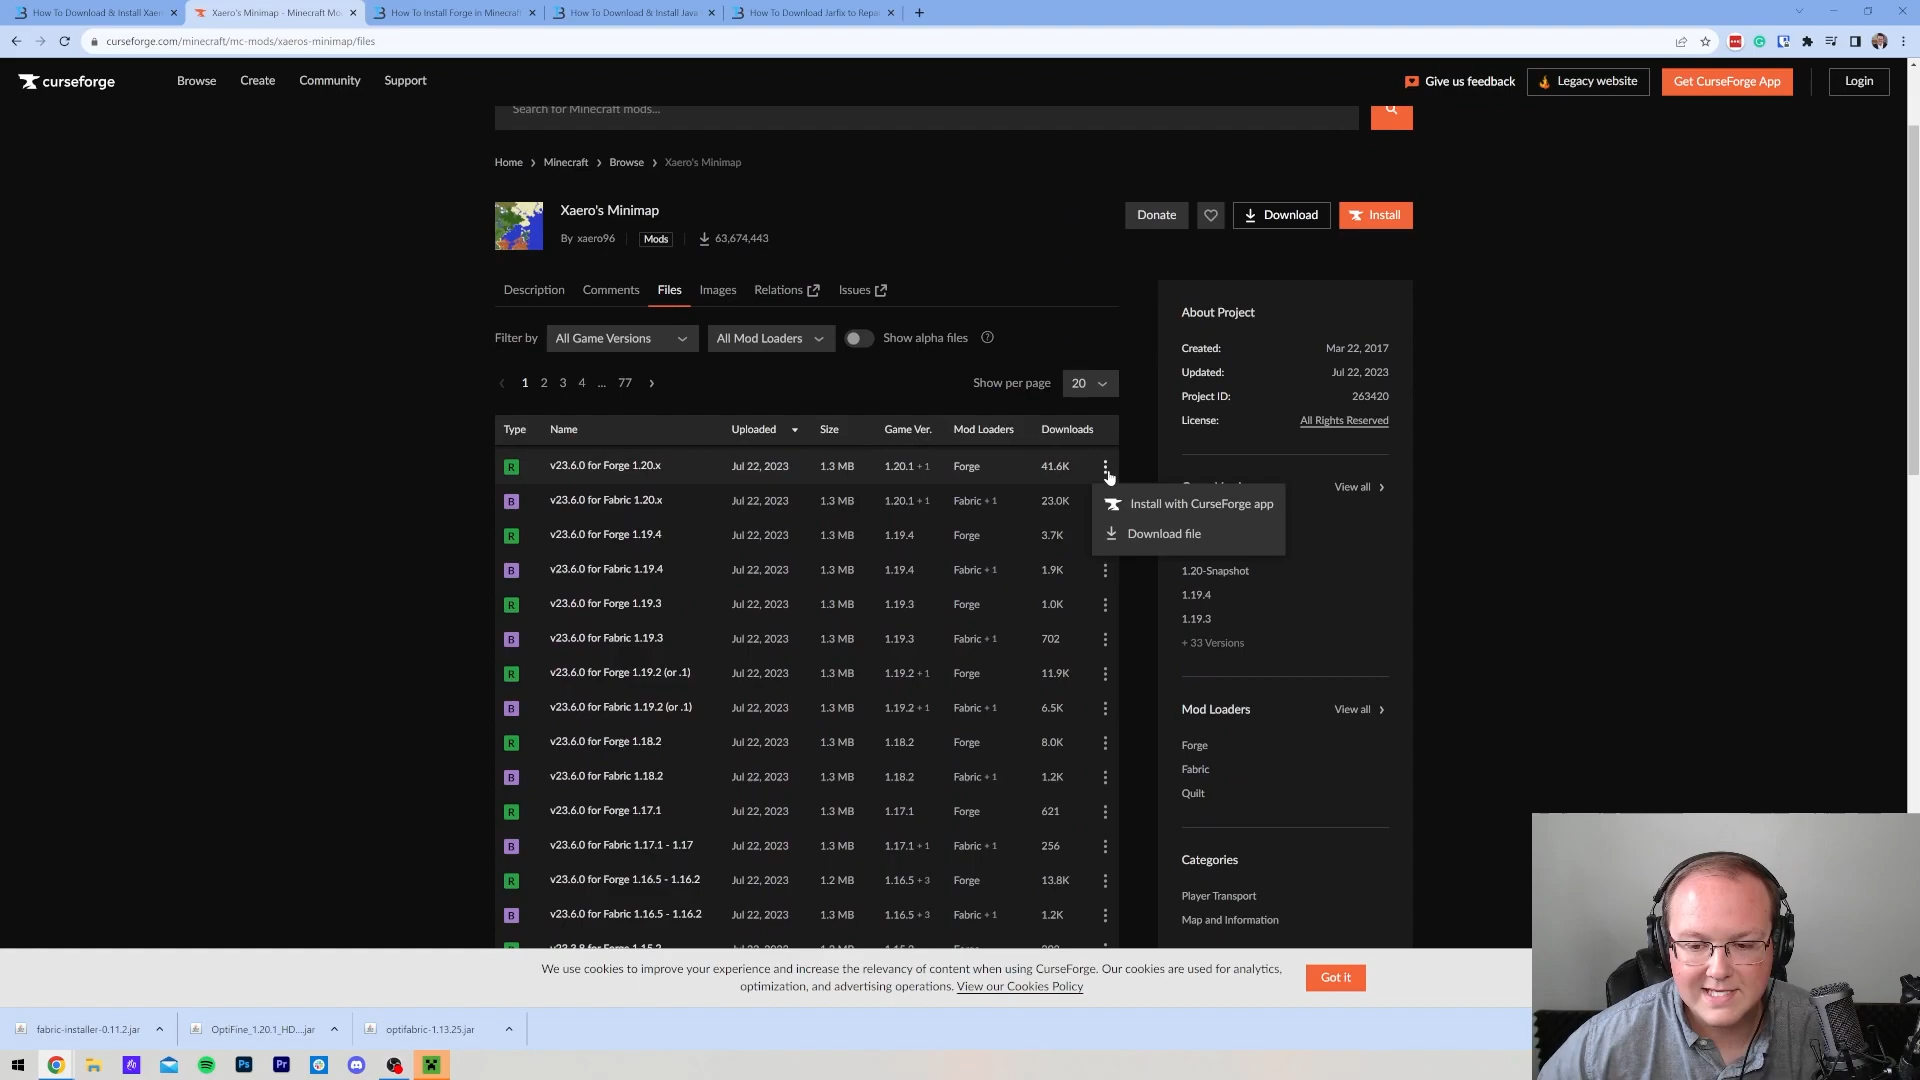 How To Download & Install Xaer
Xaero's Minimap - Minecraft Mo
How To Install Forge in Minecraf
How To Download & Install Java
How To Download Jarfix to Repai
curseforge.com/minecraft/mc-mods/xaeros-minimap/files
curseforge
Browse
Create
Community
Support
Give us feedback
Legacy website
Get CurseForge App
Login
Search for Minecraft mods...
Home > Minecraft > Browse > Xaero's Minimap
Xaero's Minimap
By xaero96 Mods 63,674,443
Donate
Download
Install
Description Comments Files Images Relations Issues
Filter by All Game Versions All Mod Loaders Show alpha files
1 2 3 4 ... 77 Show per page 20
Type Name Uploaded Size Game Ver. Mod Loaders Downloads
R v23.6.0 for Forge 1.20.x Jul 22, 2023 1.3 MB 1.20.1 + 1 Forge 41.6K
B v23.6.0 for Fabric 1.20.x Jul 22, 2023 1.3 MB 1.20.1 + 1 Fabric + 1 23.0K
R v23.6.0 for Forge 1.19.4 Jul 22, 2023 1.3 MB 1.19.4 Forge 3.7K
B v23.6.0 for Fabric 1.19.4 Jul 22, 2023 1.3 MB 1.19.4 Fabric + 1 1.9K
R v23.6.0 for Forge 1.19.3 Jul 22, 2023 1.3 MB 1.19.3 Forge 1.0K
B v23.6.0 for Fabric 1.19.3 Jul 22, 2023 1.3 MB 1.19.3 Fabric + 1 702
R v23.6.0 for Forge 1.19.2 (or .1) Jul 22, 2023 1.3 MB 1.19.2 + 1 Forge 11.9K
B v23.6.0 for Fabric 1.19.2 (or .1) Jul 22, 2023 1.3 MB 1.19.2 + 1 Fabric + 1 6.5K
R v23.6.0 for Forge 1.18.2 Jul 22, 2023 1.3 MB 1.18.2 Forge 8.0K
B v23.6.0 for Fabric 1.18.2 Jul 22, 2023 1.3 MB 1.18.2 Fabric + 1 1.2K
R v23.6.0 for Forge 1.17.1 Jul 22, 2023 1.3 MB 1.17.1 Forge 621
B v23.6.0 for Fabric 1.17.1 - 1.17 Jul 22, 2023 1.3 MB 1.17.1 + 1 Fabric + 1 256
R v23.6.0 for Forge 1.16.5 - 1.16.2 Jul 22, 2023 1.2 MB 1.16.5 + 3 Forge 13.8K
B v23.6.0 for Fabric 1.16.5 - 1.16.2 Jul 22, 2023 1.3 MB 1.16.5 + 3 Fabric + 1 1.2K
Install with CurseForge app
Download file
About Project
Created: Mar 22, 2017
Updated: Jul 22, 2023
Project ID: 263420
License: All Rights Reserved
View all >
1.20-Snapshot
1.19.4
1.19.3
+ 33 Versions
Mod Loaders View all >
Forge
Fabric
Quilt
Categories
Player Transport
Map and Information
We use cookies to improve your experience and increase the relevancy of content when using CurseForge. Our cookies are used for analytics,
optimization, and advertising operations. View our Cookies Policy
Got it
fabric-installer-0.11.2.jar
OptiFine_1.20.1_HD....jar
optifabric-1.13.25.jar
Ps
Pr